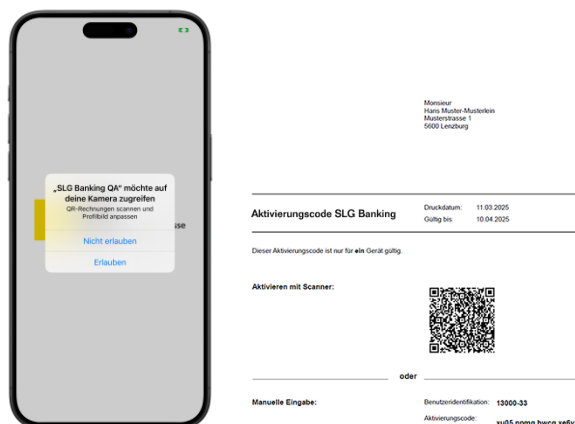 „SLG Banking QA“ möchte auf
deine Kamera zugreifen
QR-Rechnungen scannen und
Profilbild anpassen
sse
Nicht erlauben
Erlauben
Monsieur
Hans Muster-Musterlein
Musterstrasse 1
5600 Lenzburg
Aktivierungscode SLG Banking
Druckdatum: 11.03.2025
Gültig bis: 10.04.2025
Dieser Aktivierungscode ist nur für ein Gerät gültig.
Aktivieren mit Scanner:
oder
Manuelle Eingabe:
Benutzeridentifikation: 13000-33
Aktivierungscode: